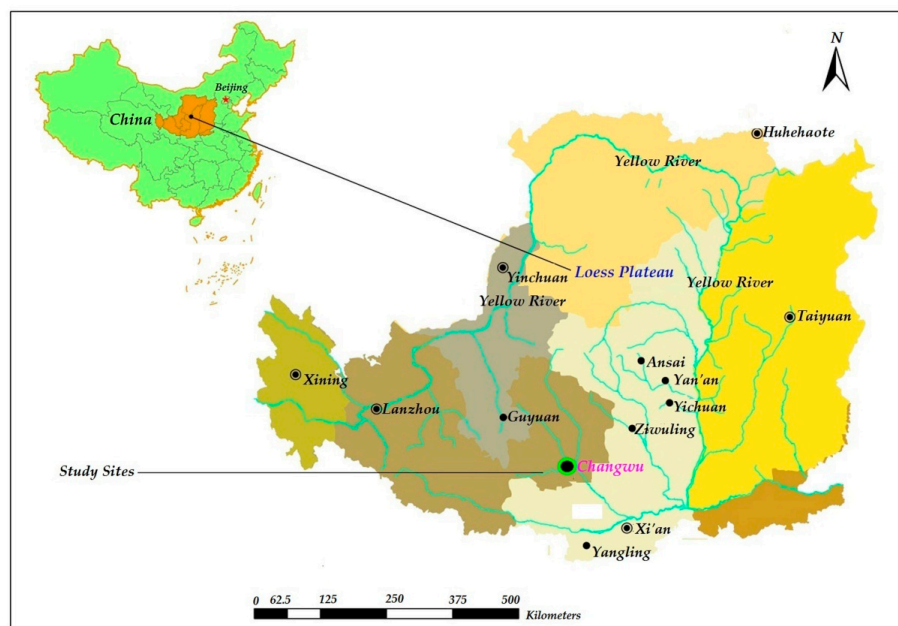 N
Beijing
China
Huhehaote
Yellow River
Loess Plateau
Yinchuan
Yellow River
Yellow River
Taiyuan
Ansai
Xining
Yan'an
Lanzhou
Yichuan
Guyuan
Ziwuling
Study Sites
Changwu
Xi'an
Yangling
0 62.5 125 250 375 500
Kilometers